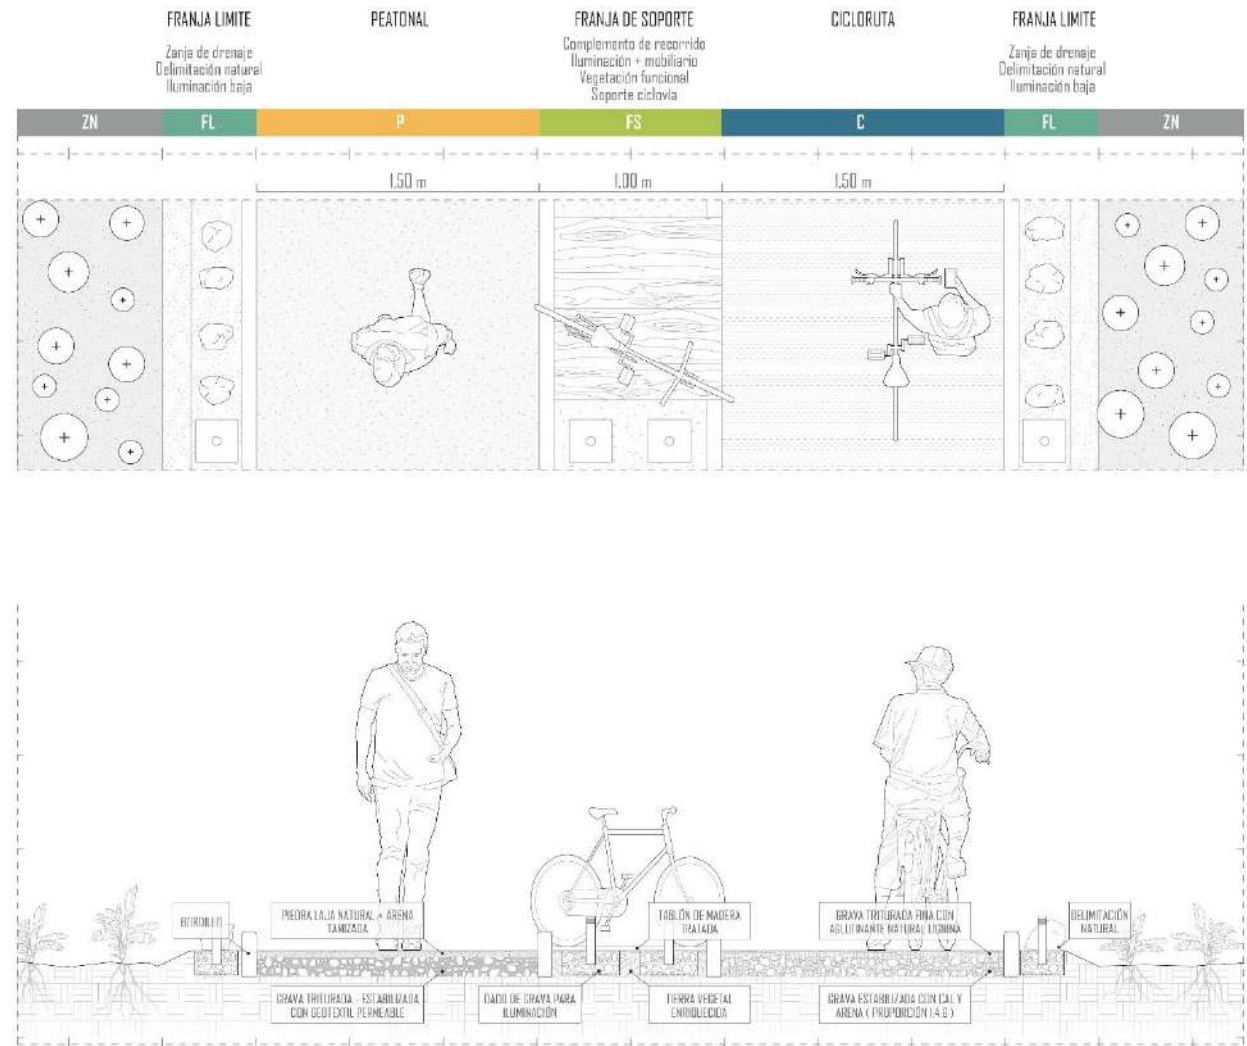 FRANJA LIMITE
Zanja de drenaje
Delimitación natural
Iluminación baja
PEATONAL
FRANJA DE SOPORTE
Complemento de recorrido
Iluminación + mobiliario
Vegetación funcional
Soporte ciclovía
CICLORUTA
FRANJA LIMITE
Zanja de drenaje
Delimitación natural
Iluminación baja
ZN
FL
P
FS
C
FL
ZN
1.50 m
1.00 m
1.50 m
BORDILLO
PIEDRA LAJA NATURAL + ARENA
TAMIZADA
TABLÓN DE MADERA
TRATADA
GRAVA TRITURADA FINA CON
AGLUTINANTE NATURAL LIGNINA
DELIMITACIÓN
NATURAL
GRAVA TRITURADA - ESTABILIZADA
CON GEOTEXTIL PERMEABLE
DADO DE GRAVA PARA
ILUMINACIÓN
TIERRA VEGETAL
ENRIQUECIDA
GRAVA ESTABILIZADA CON CAL Y
ARENA ( PROPORCIÓN 1.4.6 )